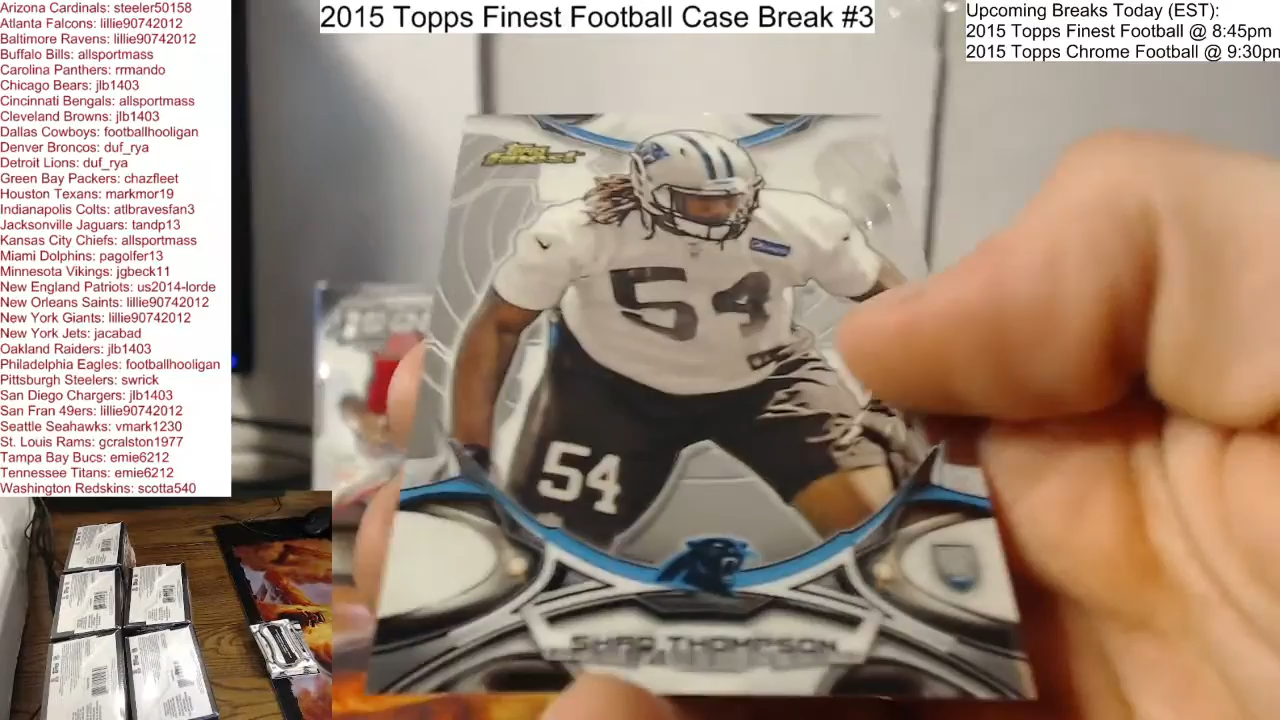 Arizona Cardinals: steeler50158
Atlanta Falcons: lillie90742012
Baltimore Ravens: lillie90742012
Buffalo Bills: allsportmass
Carolina Panthers: rrmando
Chicago Bears: jlb1403
Cincinnati Bengals: allsportmass
Cleveland Browns: jlb1403
Dallas Cowboys: footballhooligan
Denver Broncos: duf_rya
Detroit Lions: duf_rya
Green Bay Packers: chazfleet
Houston Texans: markmor19
Indianapolis Colts: atlbravesfan3
Jacksonville Jaguars: tandp13
Kansas City Chiefs: allsportmass
Miami Dolphins: pagolfer13
Minnesota Vikings: jgbeck11
New England Patriots: us2014-lorde
New Orleans Saints: lillie90742012
New York Giants: lillie90742012
New York Jets: jacabad
Oakland Raiders: jlb1403
Philadelphia Eagles: footballhooligan
Pittsburgh Steelers: swrick
San Diego Chargers: jlb1403
San Fran 49ers: lillie90742012
Seattle Seahawks: vmark1230
St. Louis Rams: gcralston1977
Tampa Bay Bucs: ernie6212
Tennessee Titans: ernie6212
Washington Redskins: scotta540
2015 Topps Finest Football Case Break #3
Upcoming Breaks Today (EST):
2015 Topps Finest Football @ 8:45pm
2015 Topps Chrome Football @ 9:30pm
Topps
Finest
54
54
SHAQ THOMPSON